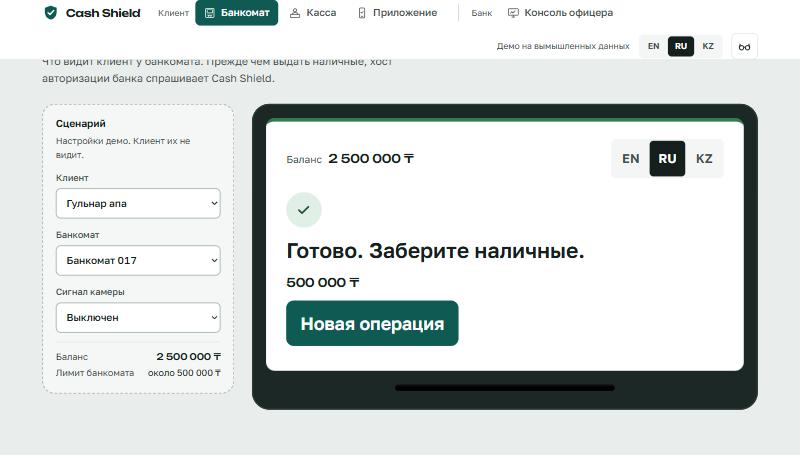 Cash Shield
Клиент
Банкомат
Касса
Приложение
Банк
Консоль офицера
Демо на вымышленных данных
EN
RU
KZ
Что видит клиент у банкомата. Прежде чем выдать наличные, хост
авторизации банка спрашивает Cash Shield.
Сценарий
Настройки демо. Клиент их не
видит.
Клиент
Гульнар апа
Банкомат
Банкомат 017
Сигнал камеры
Выключен
Баланс 2 500 000 ₸
Лимит банкомата около 500 000 ₸
Баланс 2 500 000 ₸
EN
RU
KZ
Готово. Заберите наличные.
500 000 ₸
Новая операция